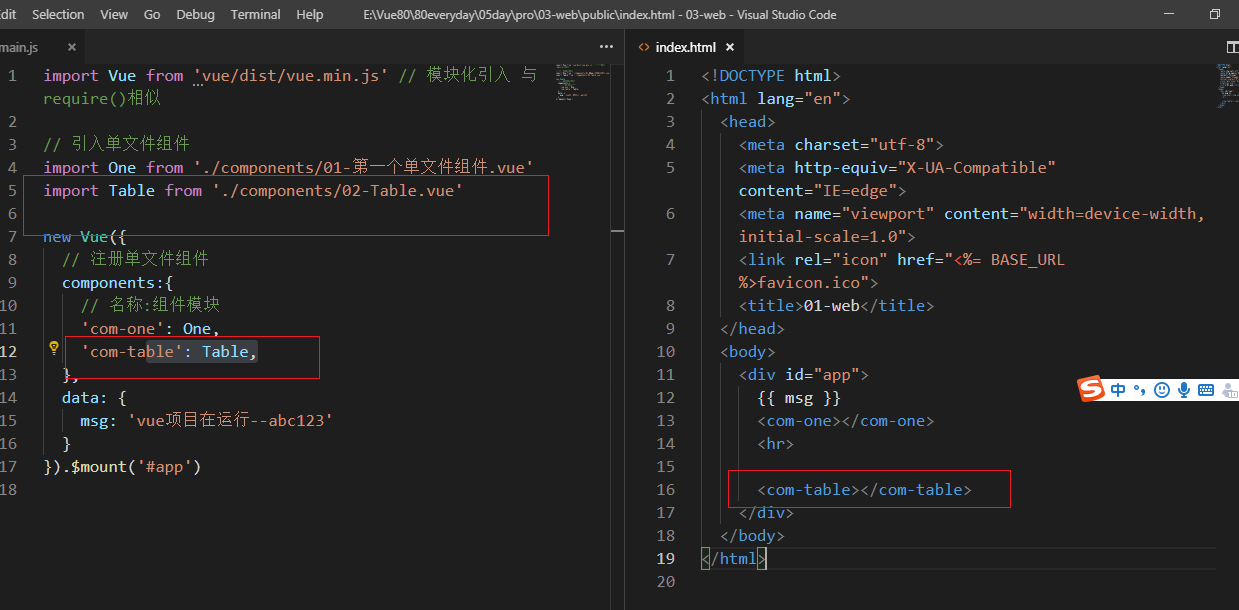 dit Selection View Go Debug Terminal Help E:\Vue80\80everyday\05day\pro\03-web\public\index.html - 03-web - Visual Studio Code
main.js ×
1 import Vue from 'vue/dist/vue.min.js' // 模块化引入 与
require()相似
2
3 // 引入单文件组件
4 import One from './components/01-第一个单文件组件.vue'
5 import Table from './components/02-Table.vue'
6
7 new Vue({
8 // 注册单文件组件
9 components:{
10 // 名称:组件模块
11 'com-one': One,
12 'com-table': Table,
13 },
14 data: {
15 msg: 'vue项目在运行--abc123'
16 }
17 }).$mount('#app')
18
index.html ×
1 <!DOCTYPE html>
2 <html lang="en">
3 <head>
4 <meta charset="utf-8">
5 <meta http-equiv="X-UA-Compatible"
content="IE=edge">
6 <meta name="viewport" content="width=device-width,
initial-scale=1.0">
7 <link rel="icon" href="<%= BASE_URL
%>favicon.ico">
8 <title>01-web</title>
9 </head>
10 <body>
11 <div id="app">
12 {{ msg }}
13 <com-one></com-one>
14 <hr>
15
16 <com-table></com-table>
17 </div>
18 </body>
19 </html>
20
S中